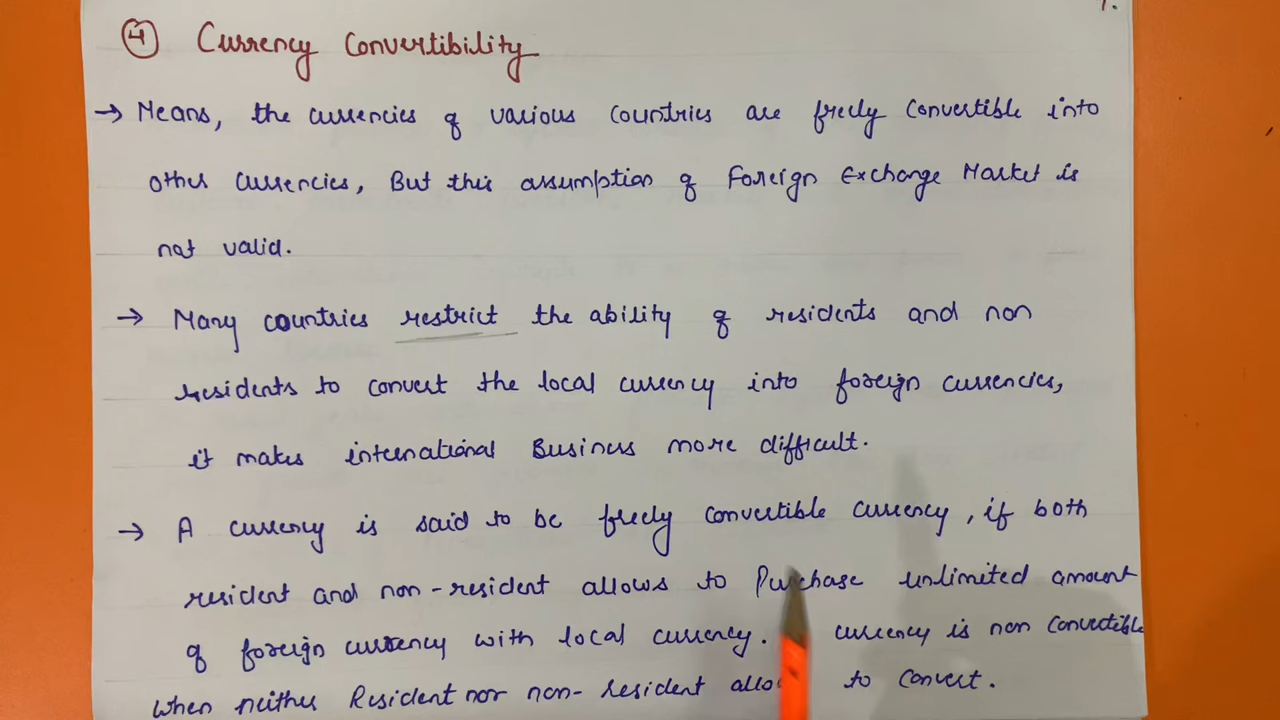 ④ Currency Convertibility
→ Means, the currencies of various countries are freely convertible into
other currencies, But this assumption of Foreign Exchange Market is
not valid.
→ Many countries restrict the ability of residents and non
residents to convert the local currency into foreign currencies,
it makes international Business more difficult.
→ A currency is said to be freely convertible currency, if both
resident and non-resident allows to Purchase unlimited amount
of foreign currency with local currency. currency is non convertible
when neither Resident nor non-resident to convert.